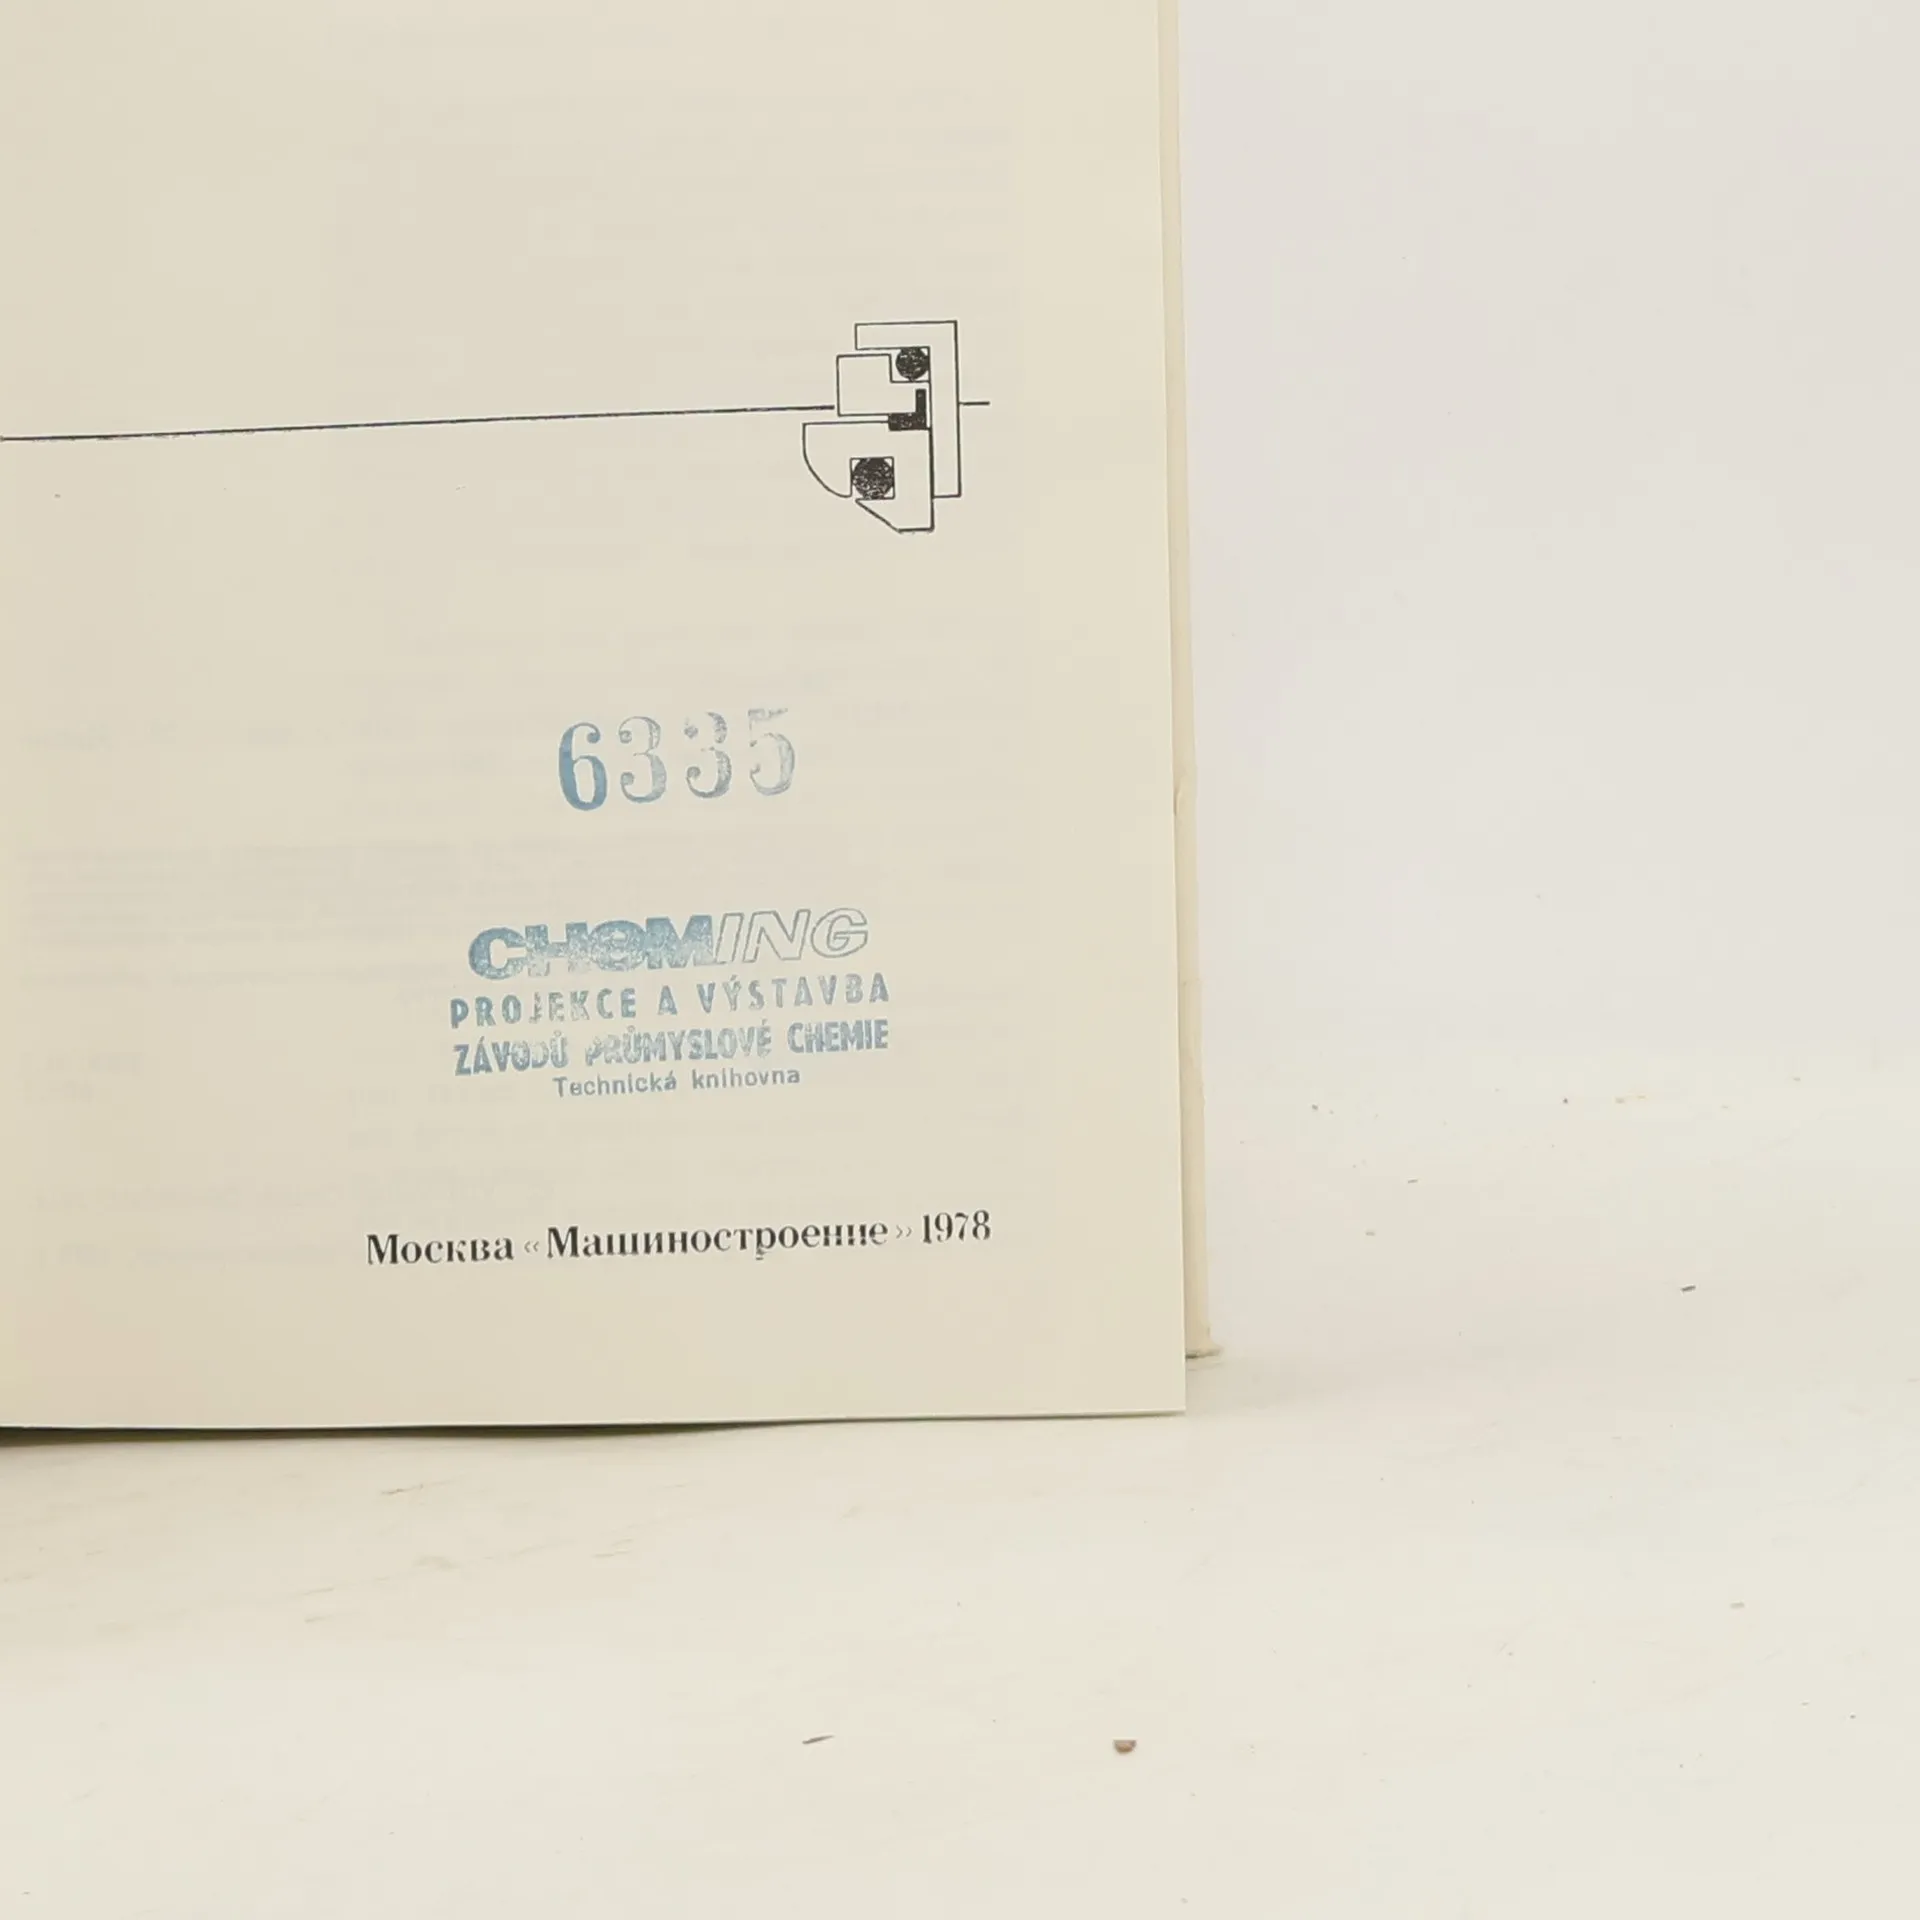 6335
CHEMING
PROJEKCE A VÝSTAVBA
ZÁVODŮ PRŮMYSLOVÉ CHEMIE
Technická knihovna
Москва «Машиностроение» 1978